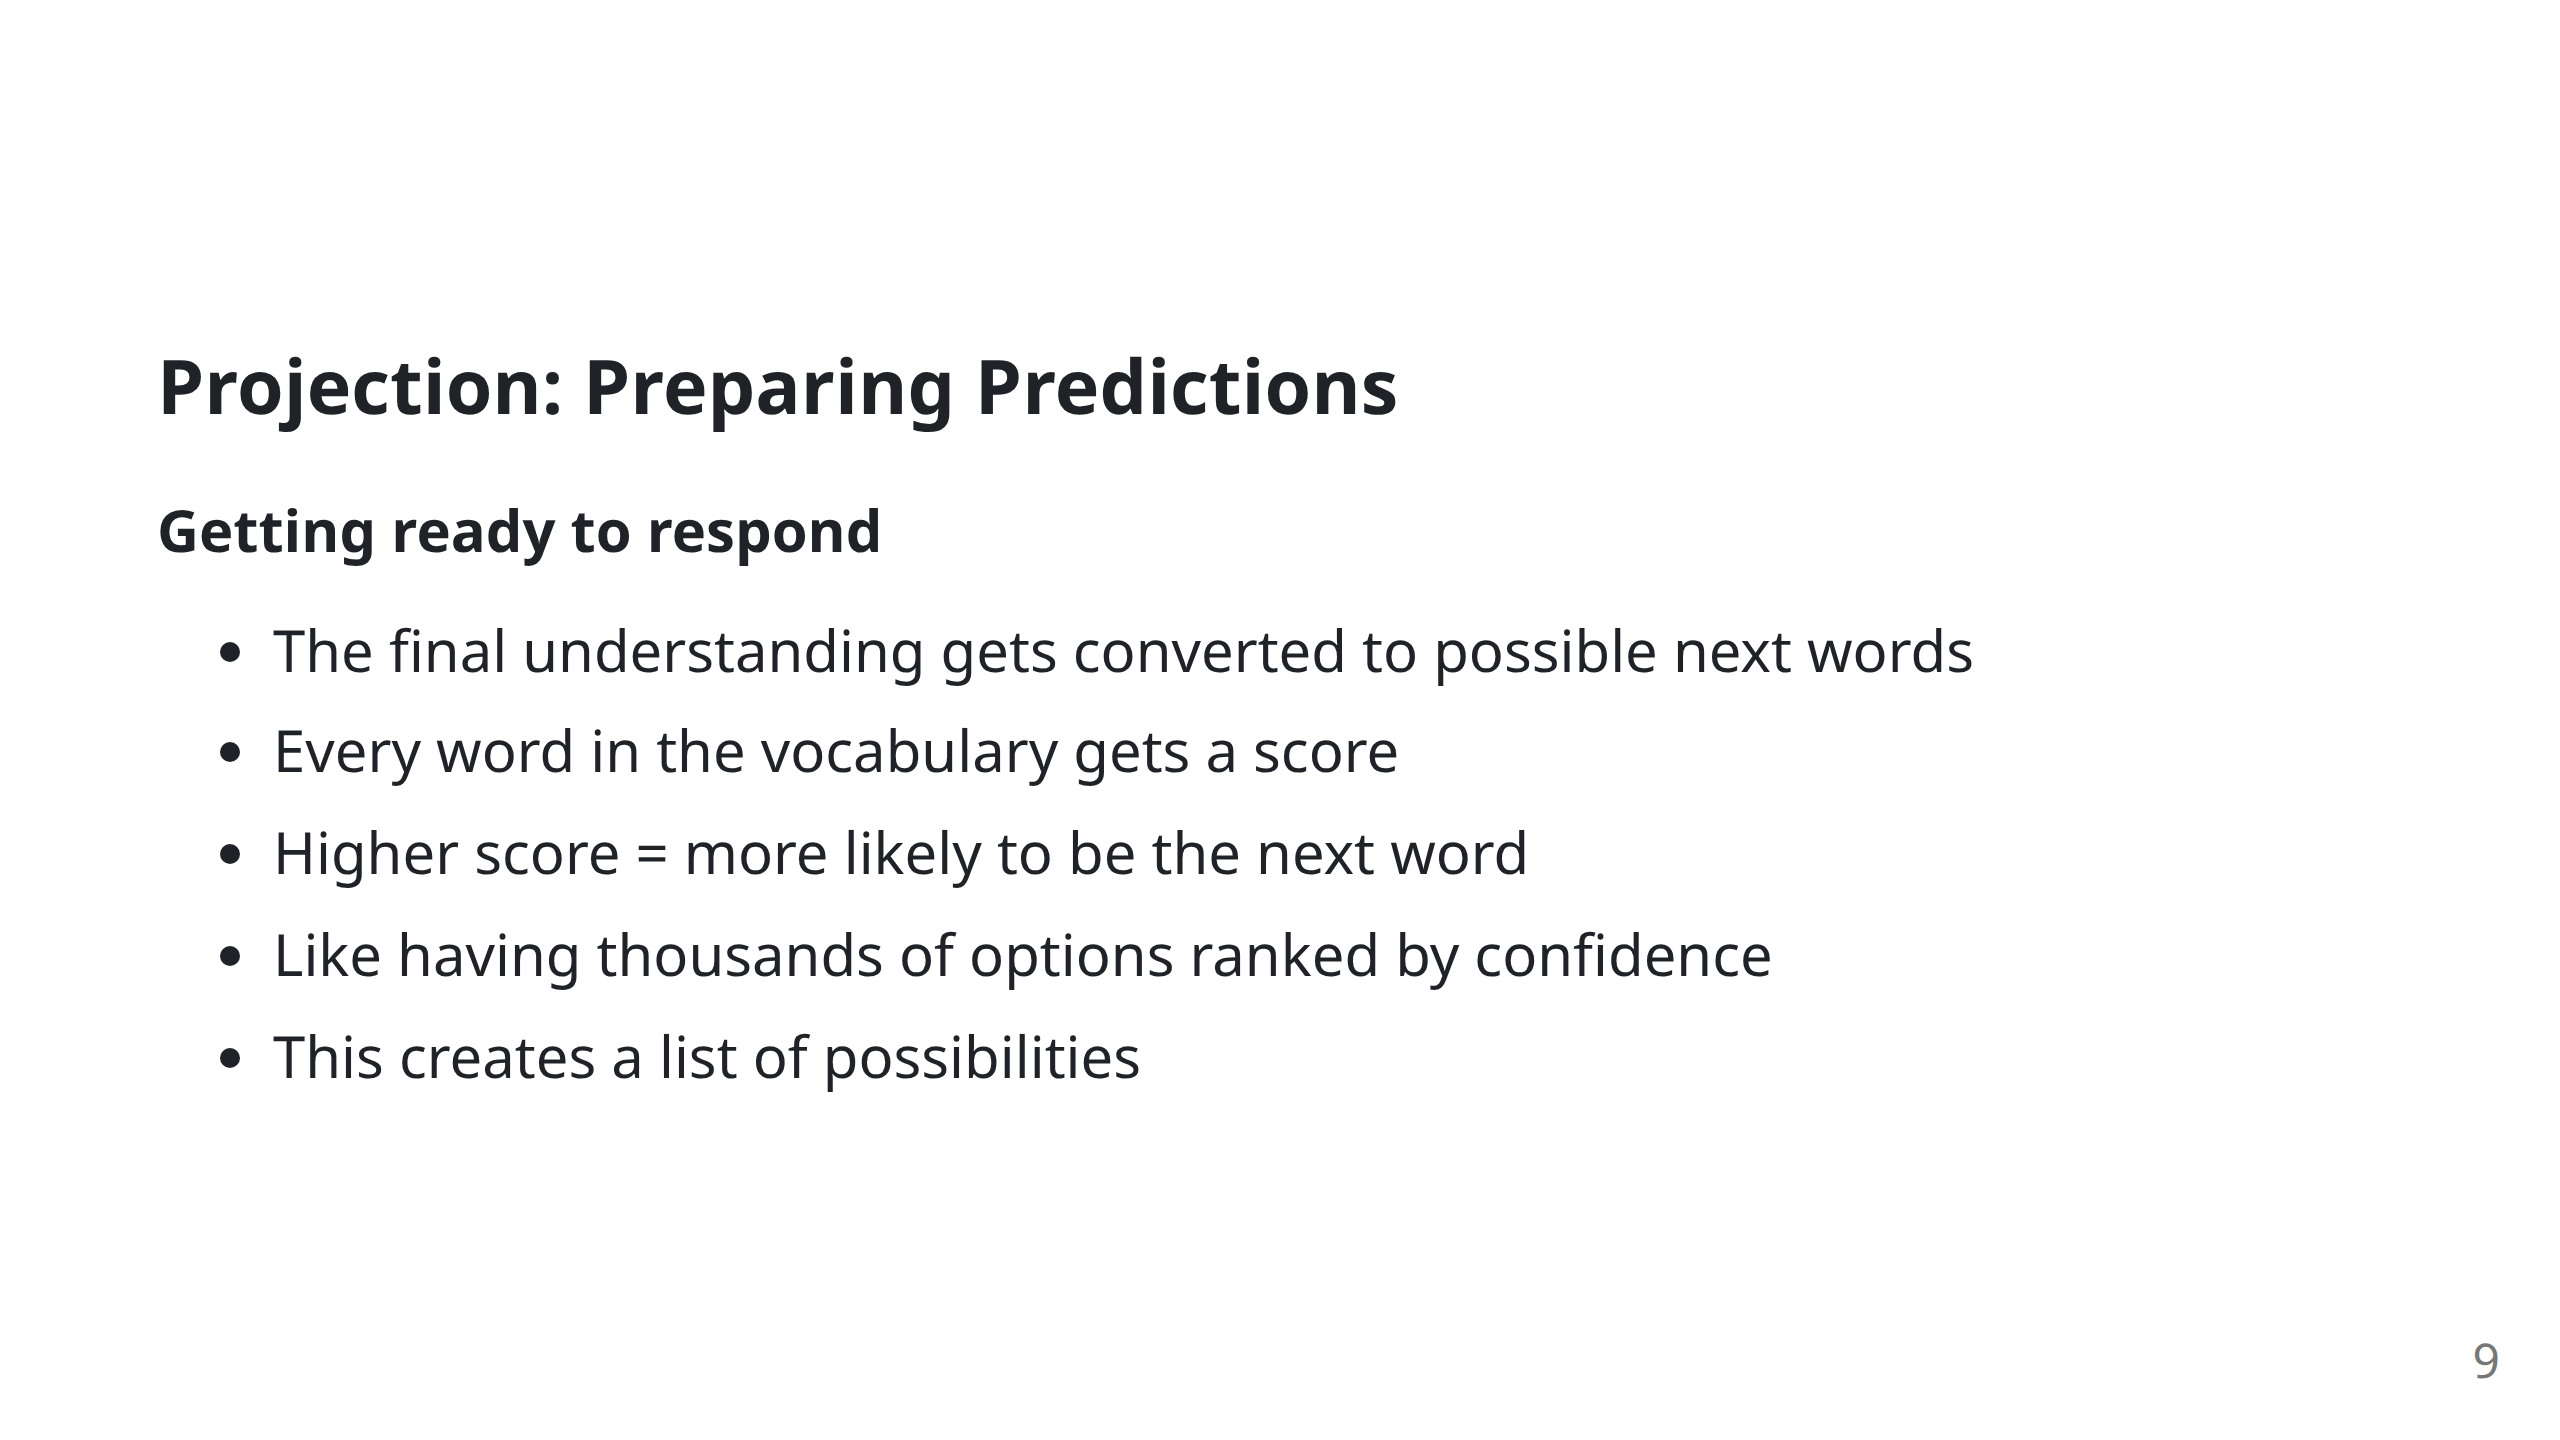 Projection: Preparing Predictions
Getting ready to respond
• The final understanding gets converted to possible next words
• Every word in the vocabulary gets a score
• Higher score = more likely to be the next word
• Like having thousands of options ranked by confidence
• This creates a list of possibilities
9